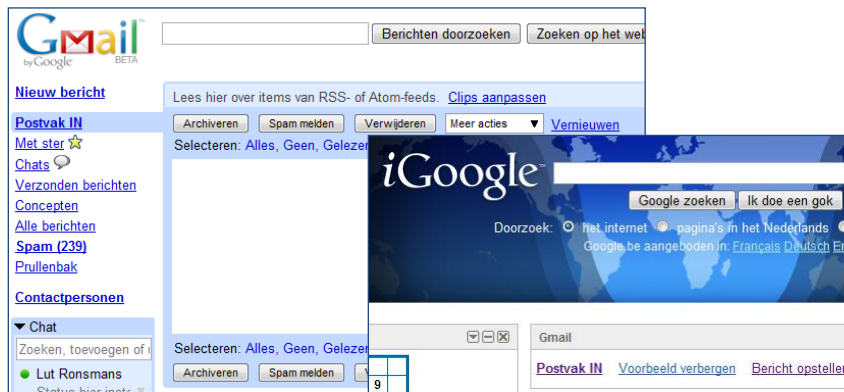 Gmail
by Google BETA
Berichten doorzoeken Zoeken op het web
Nieuw bericht
Lees hier over items van RSS- of Atom-feeds. Clips aanpassen
Postvak IN
Archiveren Spam melden Verwijderen Meer acties Vernieuwen
Met ster
Selecteren: Alles, Geen, Gelezen
Chats
Verzonden berichten
Concepten
Alle berichten
Spam (239)
Prullenbak
Contactpersonen
Chat
Zoeken, toevoegen of
Selecteren: Alles, Geen, Gelezen
Lut Ronsmans
Archiveren Spam melden
Status hier
iGoogle™
Google zoeken Ik doe een gok
Doorzoek: het internet pagina's in het Nederlands
Google.be aangeboden in: Français Deutsch
Gmail
Postvak IN Voorbeeld verbergen Bericht opstellen
9